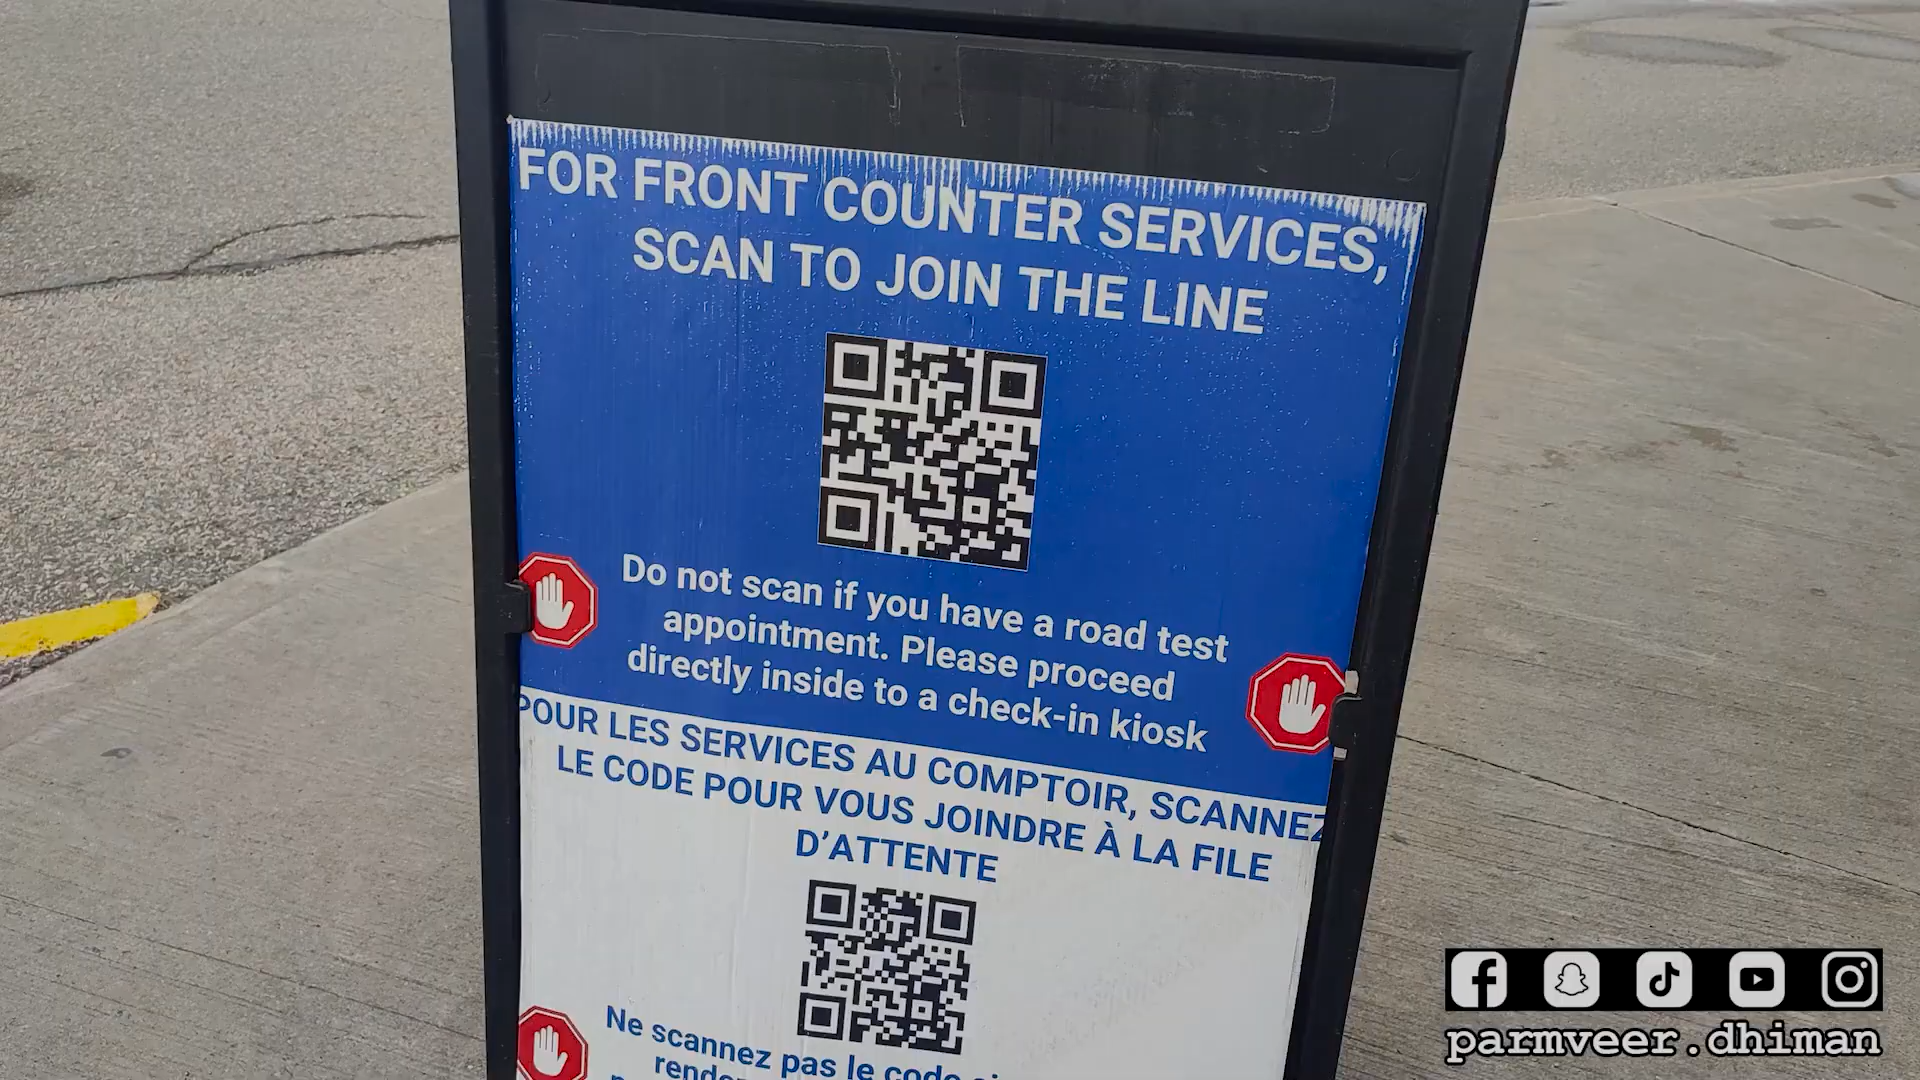 FOR FRONT COUNTER SERVICES,
SCAN TO JOIN THE LINE
Do not scan if you have a road test
appointment. Please proceed
directly inside to a check-in kiosk
POUR LES SERVICES AU COMPTOIR, SCANNEZ
LE CODE POUR VOUS JOINDRE À LA FILE
D'ATTENTE
Ne scannez pas le code
parmveer.dhiman